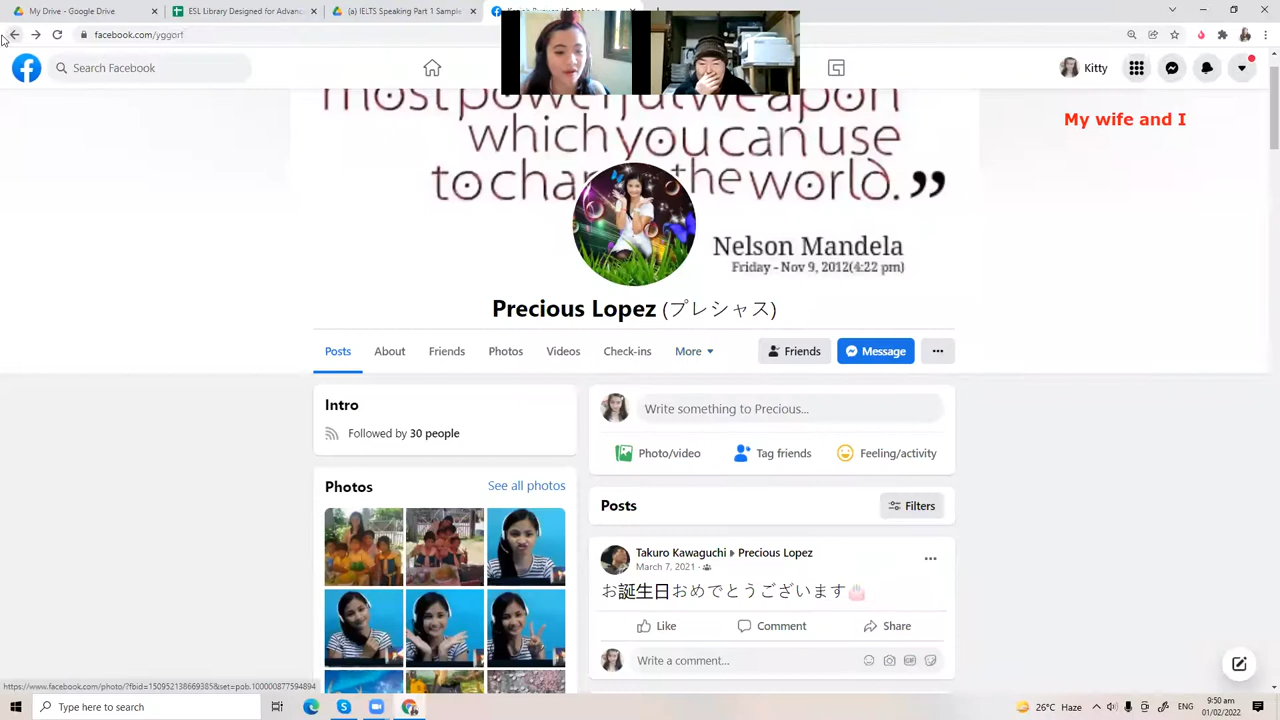 My Drive - Google Drive
ESL Library Designed for Advanc
(a) IELTS Speaking Part 1 Sample
facebook.com/yggorf
Search Facebook
Kitty
My wife and I
most powerful weapon
which you can use
the world.”
Nelson Mandela
Friday - Nov 9, 2012(4:22 pm)
Precious Lopez (プレシャス)
Posts About Friends Photos Videos Check-ins More
Friends Message
Intro
Followed by 30 people
Write something to Precious...
Photo/video Tag friends Feeling/activity
Photos See all photos
Posts Filters
Takuro Kawaguchi Precious Lopez
March 7, 2021
お誕生日おめでとうございます🎂
Like Comment Share
Write a comment...
https://www.facebook.com/photo/?fbid=150952138669385&set=pob.100000877594894
Type here to search
26°C Haze
ENG
9:50 am
01/02/2022